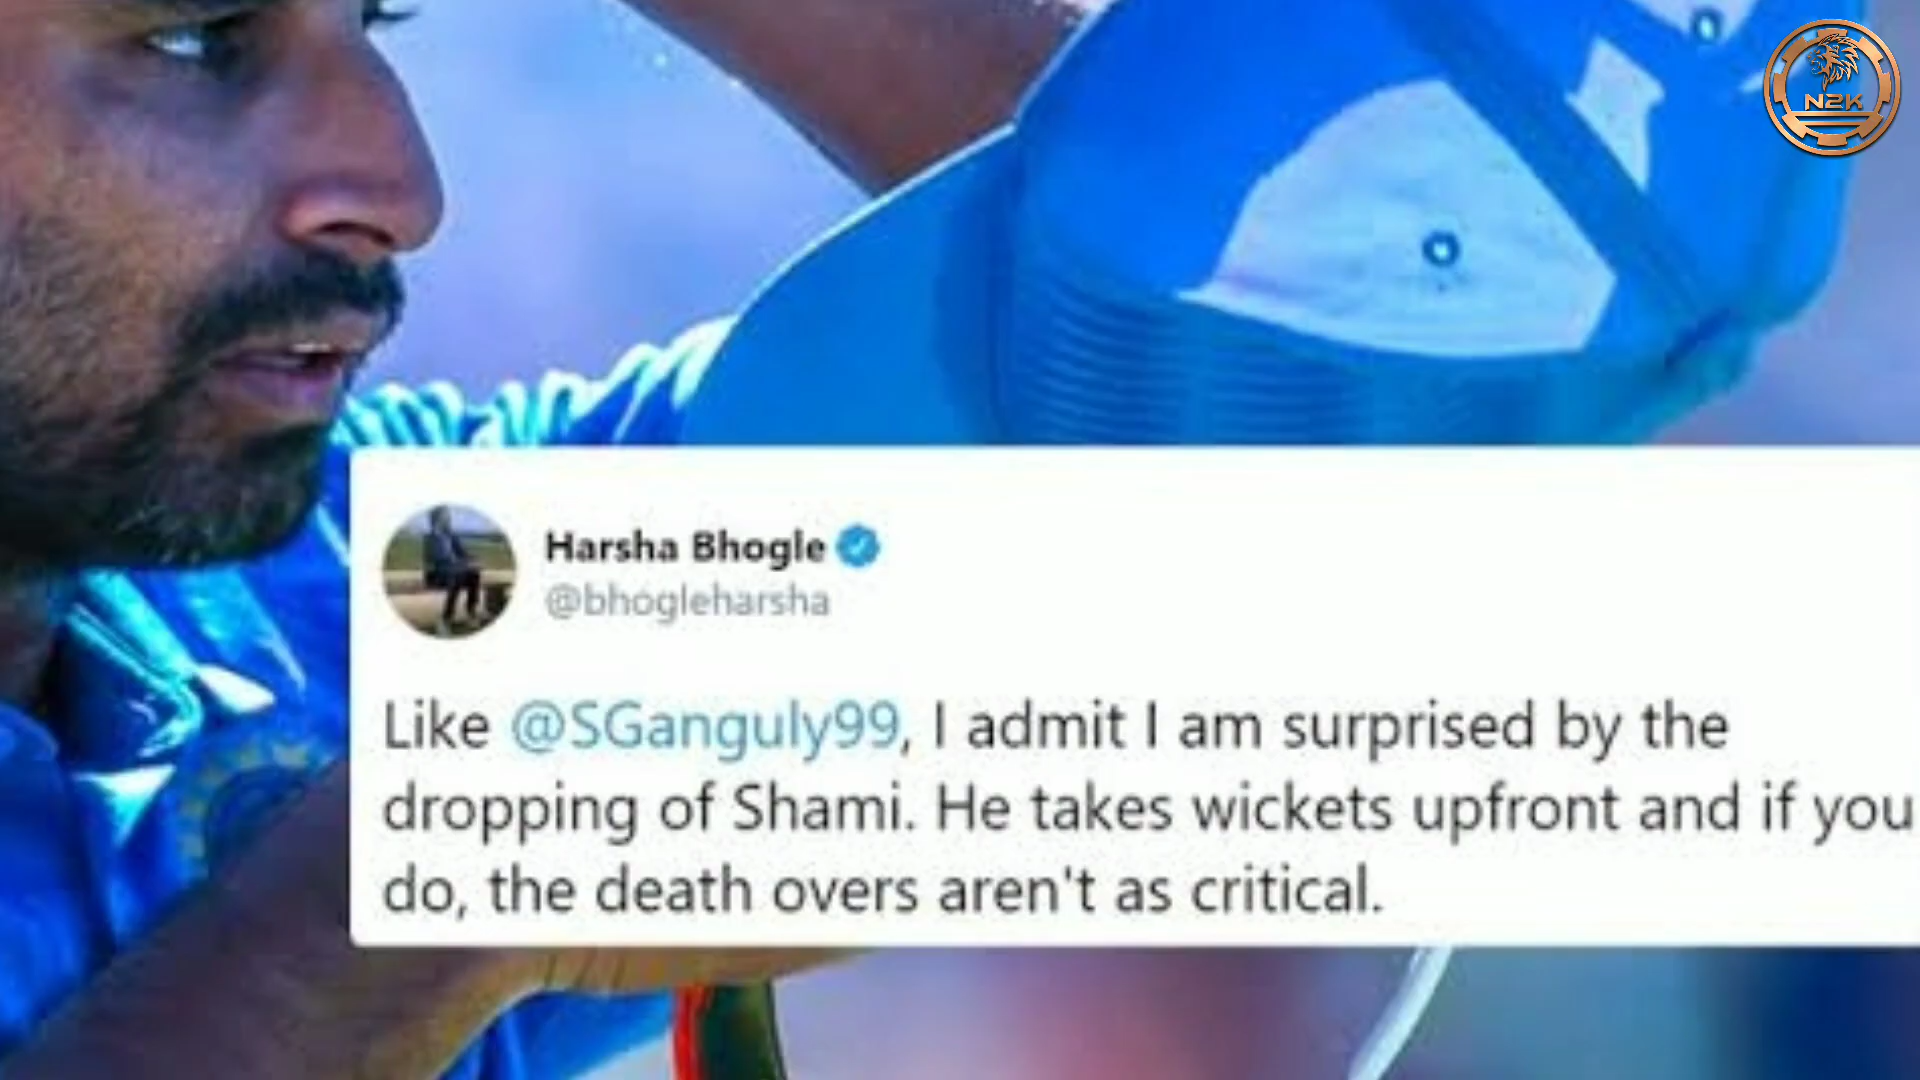 N2K
Harsha Bhogle
@bhogleharsha
Like @SGanguly99, I admit I am surprised by the
dropping of Shami. He takes wickets upfront and if you
do, the death overs aren't as critical.